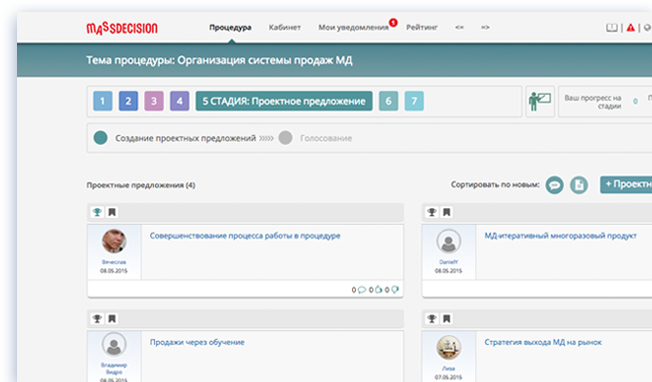 MASSDECISION Процедура Кабинет Мои уведомления 1 Рейтинг <= =>
Тема процедуры: Организация системы продаж МД
1 2 3 4 5 СТАДИЯ: Проектное предложение 6 7 Ваш прогресс на стадии 0
Создание проектных предложений »»» Голосование
Проектные предложения (4) Сортировать по новым: + Проектн
Вячеслав
08.05.2015
Совершенствование процесса работы в процедуре
0 0 0
DanielY
08.05.2015
МД-итеративный многоразовый продукт
Владимир
Видро
08.05.2015
Продажи через обучение
Лиза
07.05.2015
Стратегия выхода МД на рынок